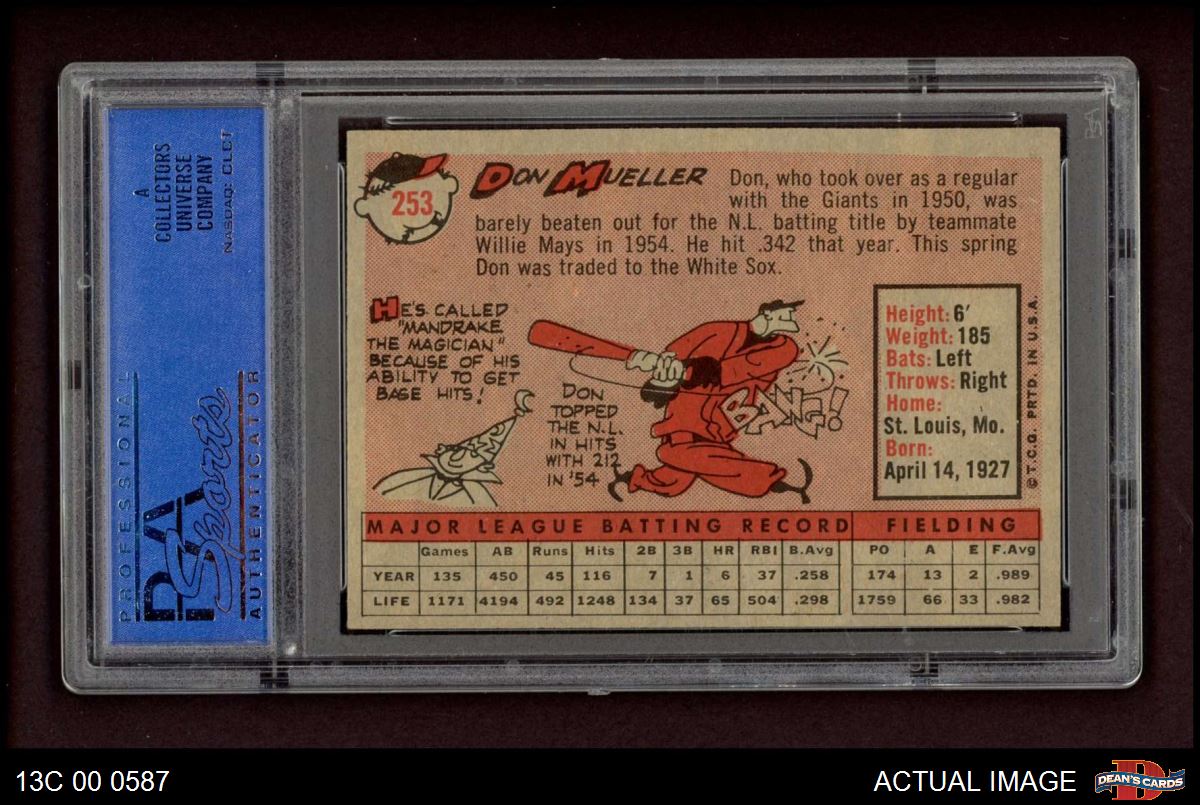 A
COLLECTORS
UNIVERSE
COMPANY
NASDAQ: CLCT
PROFESSIONAL
PSA
Sports
AUTHENTICATOR
253
DON MUELLER
Don, who took over as a regular
with the Giants in 1950, was
barely beaten out for the N.L. batting title by teammate
Willie Mays in 1954. He hit .342 that year. This spring
Don was traded to the White Sox.
HE'S CALLED
"MANDRAKE
THE MAGICIAN"
BECAUSE OF HIS
ABILITY TO GET
BASE HITS!
DON
TOPPED
THE N.L.
IN HITS
WITH 212
IN '54
BANG!
Height: 6'
Weight: 185
Bats: Left
Throws: Right
Home:
St. Louis, Mo.
Born:
April 14, 1927
© T.C.G. PRTD. IN U.S.A.
MAJOR LEAGUE BATTING RECORD FIELDING
Games AB Runs Hits 2B 3B HR RBI B.Avg PO A E F.Avg
YEAR 135 450 45 116 7 1 6 37 .258 174 13 2 .989
LIFE 1171 4194 492 1248 134 37 65 504 .298 1759 66 33 .982
13C 00 0587
ACTUAL IMAGE
DEAN'S CARDS